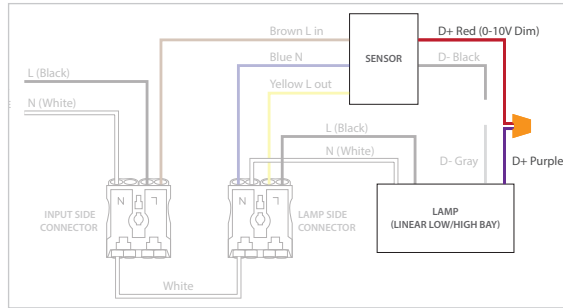 Brown L in
D+ Red (0-10V Dim)
Blue N
SENSOR
D- Black
L (Black)
Yellow L out
N (White)
L (Black)
N (White)
D- Gray
D+ Purple
N
L
N
L
INPUT SIDE
CONNECTOR
LAMP SIDE
CONNECTOR
LAMP
(LINEAR LOW/HIGH BAY)
White